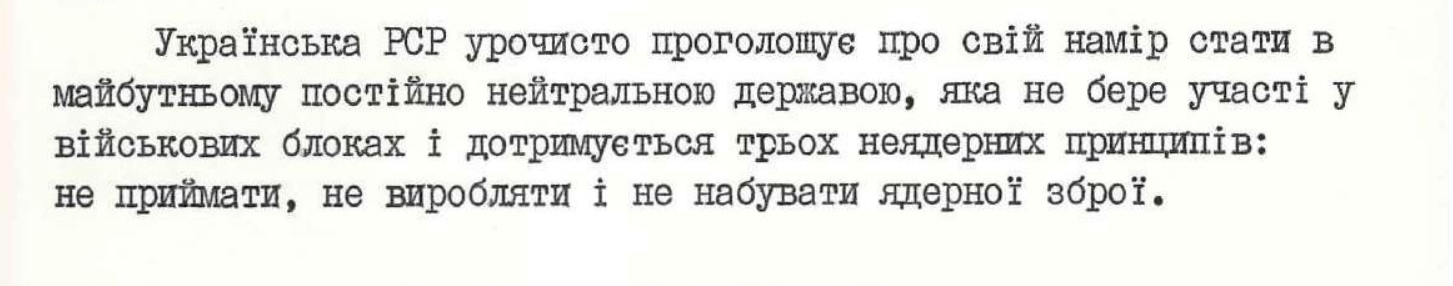 Українська РСР урочисто проголошує про свій намір стати в
майбутньому постійно нейтральною державою, яка не бере участі у
військових блоках і дотримується трьох неядерних принципів:
не приймати, не виробляти і не набувати ядерної зброї.